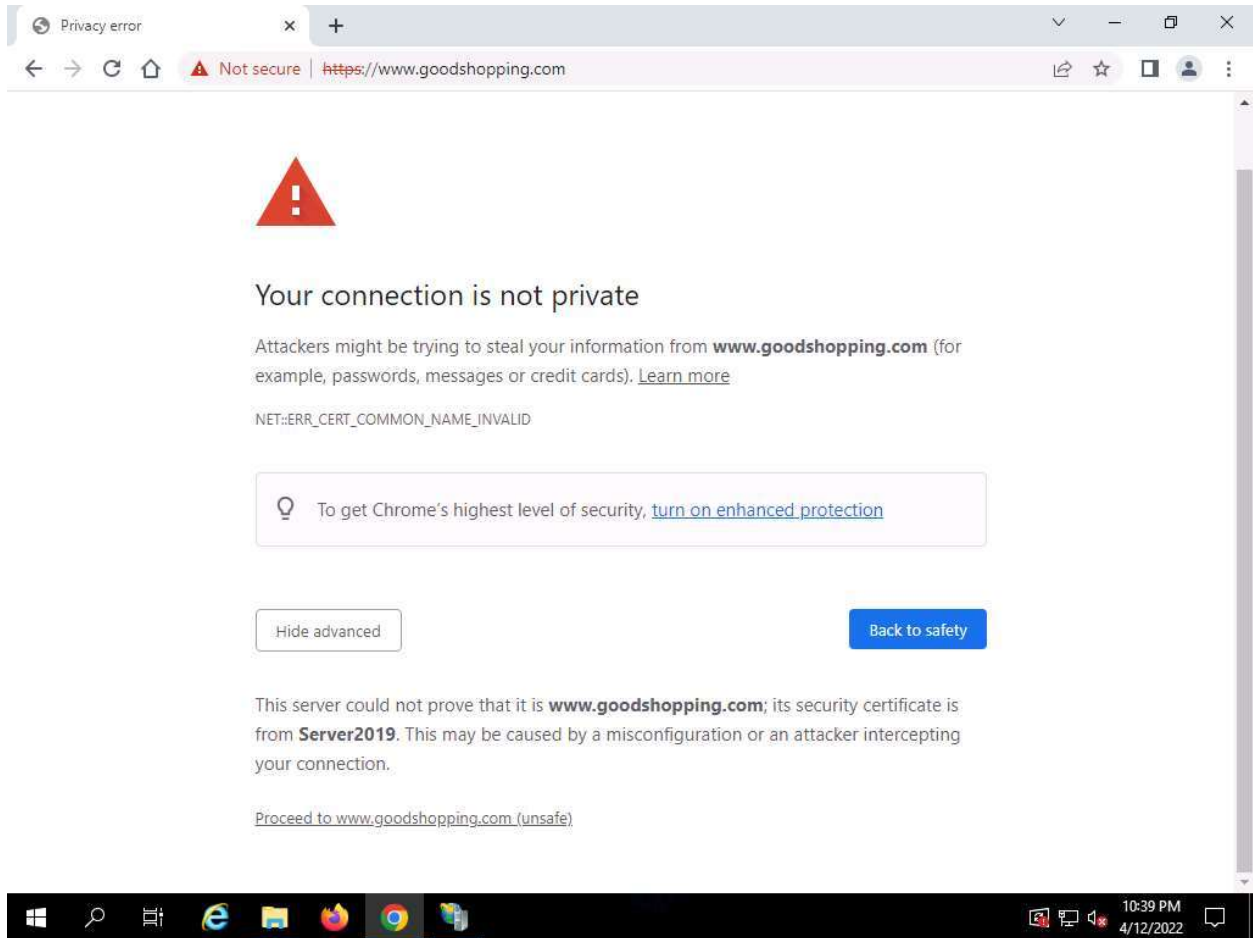 Privacy error
Not secure | https://www.goodshopping.com
Your connection is not private
Attackers might be trying to steal your information from www.goodshopping.com (for
example, passwords, messages or credit cards). Learn more
NET::ERR_CERT_COMMON_NAME_INVALID
To get Chrome's highest level of security, turn on enhanced protection
Hide advanced
Back to safety
This server could not prove that it is www.goodshopping.com; its security certificate is
from Server2019. This may be caused by a misconfiguration or an attacker intercepting
your connection.
Proceed to www.goodshopping.com (unsafe)
10:39 PM
4/12/2022